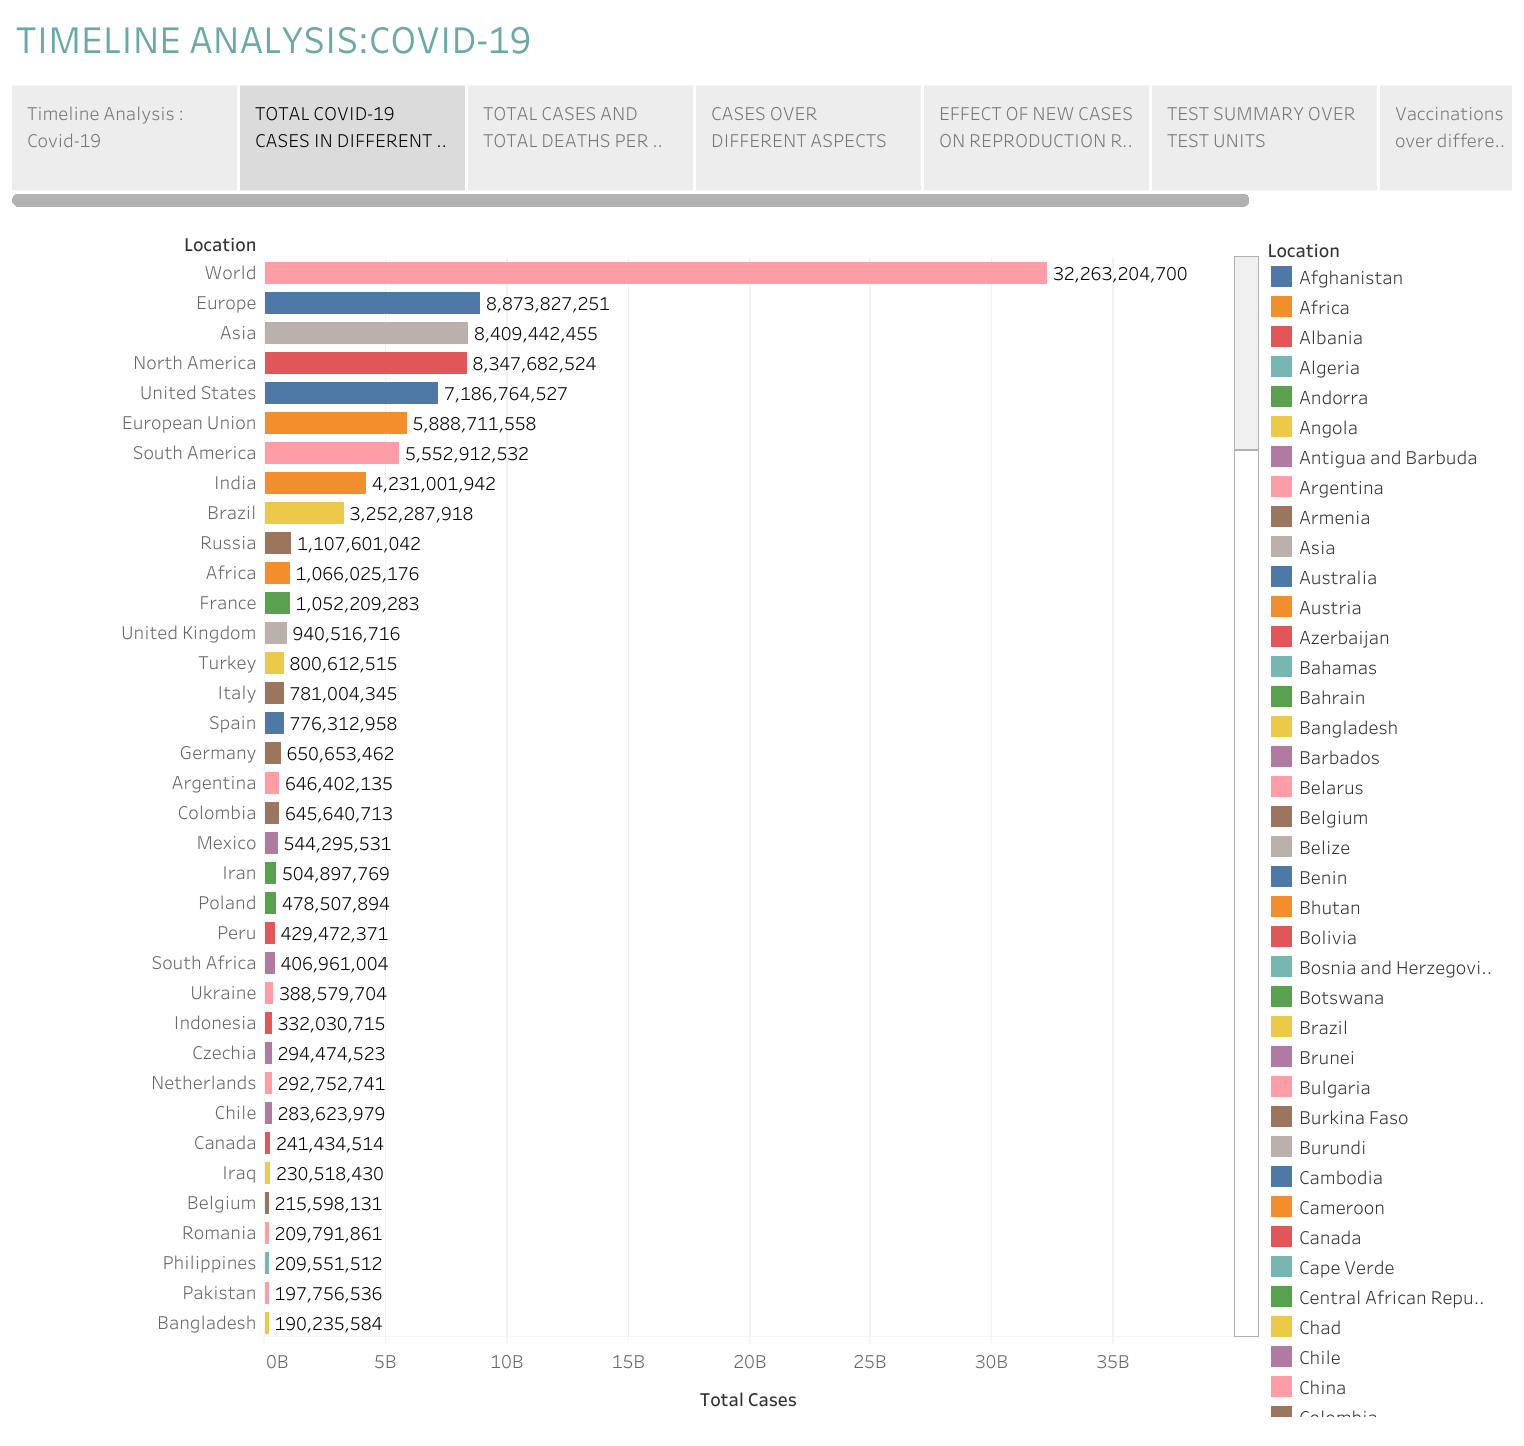 TIMELINE ANALYSIS:COVID-19
Timeline Analysis :
Covid-19
TOTAL COVID-19
CASES IN DIFFERENT ..
TOTAL CASES AND
TOTAL DEATHS PER ..
CASES OVER
DIFFERENT ASPECTS
EFFECT OF NEW CASES
ON REPRODUCTION R..
TEST SUMMARY OVER
TEST UNITS
Vaccinations
over differe..
Location
World 32,263,204,700
Europe 8,873,827,251
Asia 8,409,442,455
North America 8,347,682,524
United States 7,186,764,527
European Union 5,888,711,558
South America 5,552,912,532
India 4,231,001,942
Brazil 3,252,287,918
Russia 1,107,601,042
Africa 1,066,025,176
France 1,052,209,283
United Kingdom 940,516,716
Turkey 800,612,515
Italy 781,004,345
Spain 776,312,958
Germany 650,653,462
Argentina 646,402,135
Colombia 645,640,713
Mexico 544,295,531
Iran 504,897,769
Poland 478,507,894
Peru 429,472,371
South Africa 406,961,004
Ukraine 388,579,704
Indonesia 332,030,715
Czechia 294,474,523
Netherlands 292,752,741
Chile 283,623,979
Canada 241,434,514
Iraq 230,518,430
Belgium 215,598,131
Romania 209,791,861
Philippines 209,551,512
Pakistan 197,756,536
Bangladesh 190,235,584
0B 5B 10B 15B 20B 25B 30B 35B
Total Cases
Location
Afghanistan
Africa
Albania
Algeria
Andorra
Angola
Antigua and Barbuda
Argentina
Armenia
Asia
Australia
Austria
Azerbaijan
Bahamas
Bahrain
Bangladesh
Barbados
Belarus
Belgium
Belize
Benin
Bhutan
Bolivia
Bosnia and Herzegovi..
Botswana
Brazil
Brunei
Bulgaria
Burkina Faso
Burundi
Cambodia
Cameroon
Canada
Cape Verde
Central African Repu..
Chad
Chile
China
Colombia